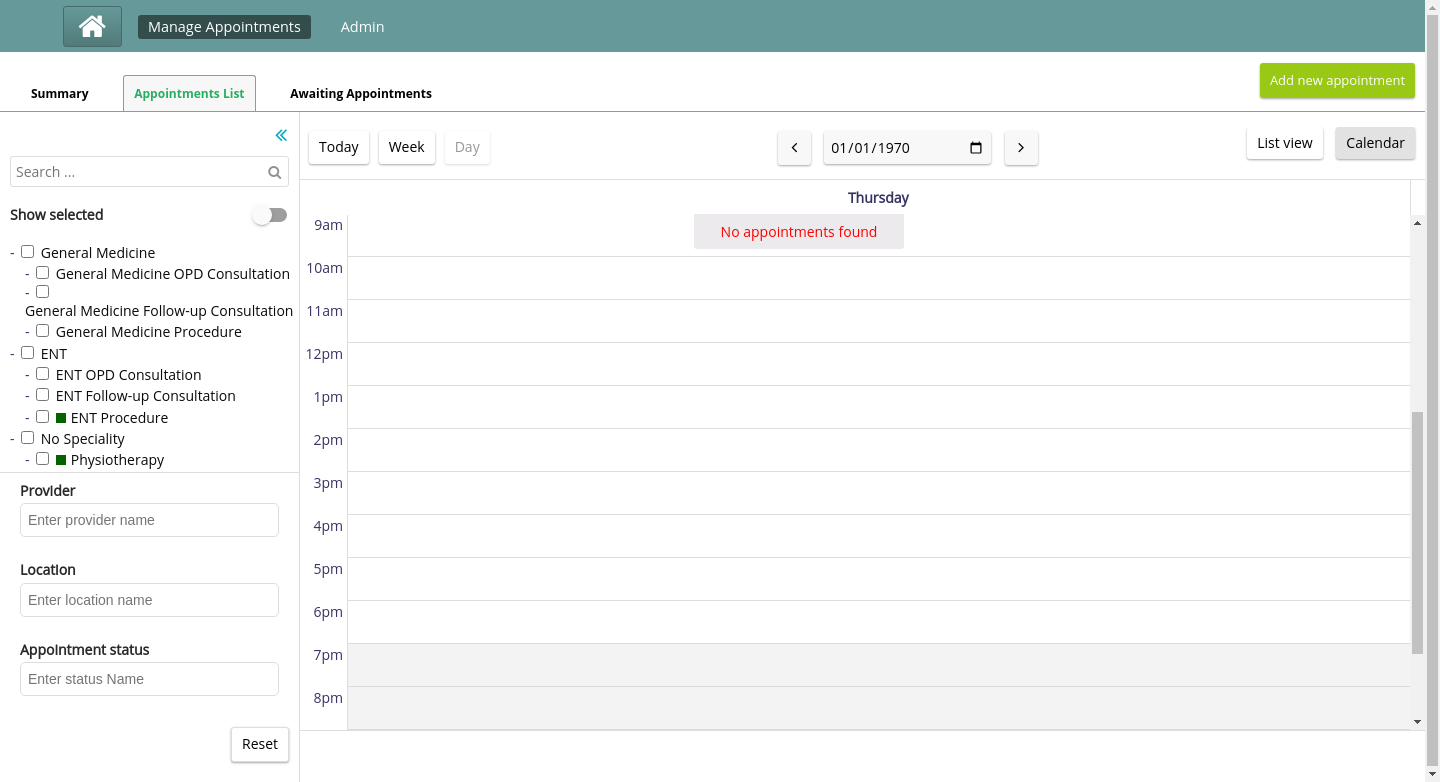 Manage Appointments Admin
Summary Appointments List Awaiting Appointments Add new appointment
Search ...
Show selected
- General Medicine
- General Medicine OPD Consultation
-
General Medicine Follow-up Consultation
- General Medicine Procedure
- ENT
- ENT OPD Consultation
- ENT Follow-up Consultation
- ENT Procedure
- No Speciality
- Physiotherapy
Provider
Enter provider name
Location
Enter location name
Appointment status
Enter status Name
Reset
Today Week Day 01/01/1970 List view Calendar
Thursday
9am
No appointments found
10am
11am
12pm
1pm
2pm
3pm
4pm
5pm
6pm
7pm
8pm